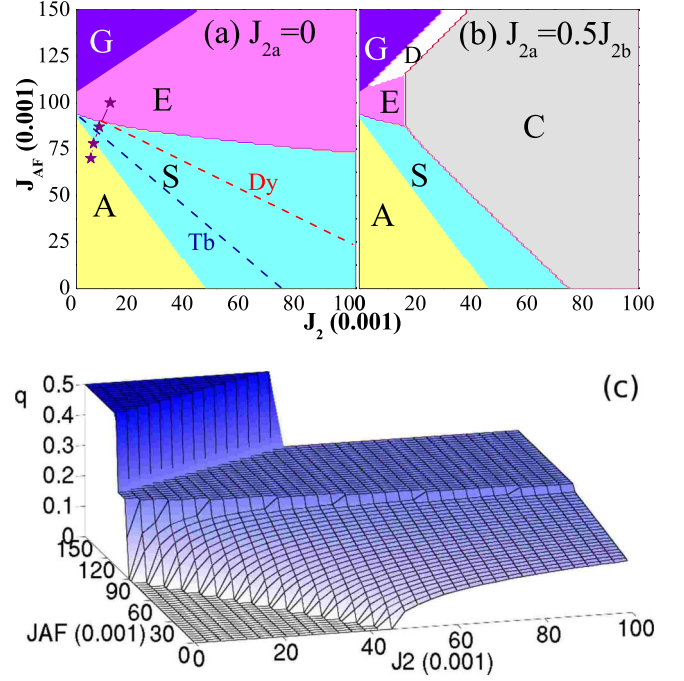 150
125
100
75
50
25
0
J_AF (0.001)
G
(a) J_2a=0
E
S
A
Dy
Tb
0 20 40 60 80 100
(b) J_2a=0.5J_2b
G
D
E
C
S
A
0 20 40 60 80 100
J_2 (0.001)
(c)
q
0.5
0.4
0.3
0.2
0.1
0
150
120
90
60
30
0
JAF (0.001)
0
20
40
60
80
100
J2 (0.001)